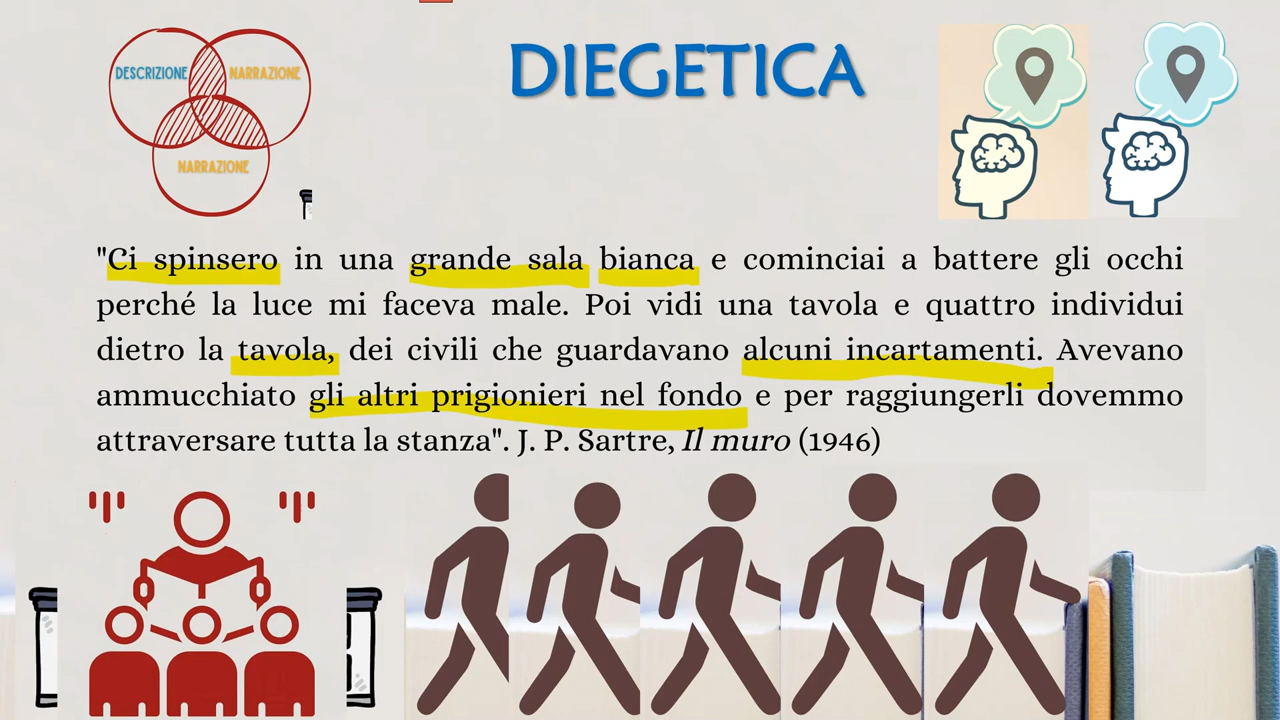 DIEGETICA
DESCRIZIONE
NARRAZIONE
NARRAZIONE
"Ci spinsero in una grande sala bianca e cominciai a battere gli occhi
perché la luce mi faceva male. Poi vidi una tavola e quattro individui
dietro la tavola, dei civili che guardavano alcuni incartamenti. Avevano
ammucchiato gli altri prigionieri nel fondo e per raggiungerli dovemmo
attraversare tutta la stanza". J. P. Sartre, Il muro (1946)